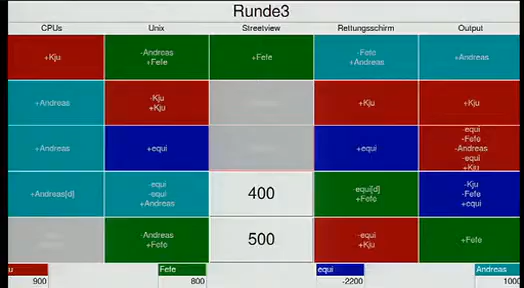 Runde3
CPUs Unix Streetview Rettungsschirm Output
+Kju
-Andreas
+Fefe
+Fefe
-Fefe
+Andreas
+Andreas
+Andreas
-Kju
+Kju
+Kju
+Kju
+Andreas
+equi
+equi
-equi
-Fefe
-Andreas
-equi
+Kju
+Andreas[d]
-equi
-equi
+Andreas
400
-equi[d]
+Fefe
-Kju
-Fefe
+equi
-Andreas
+Fefe
500
-equi
+Kju
+Fefe
u Fefe equi Andreas
900 800 -2200 1000